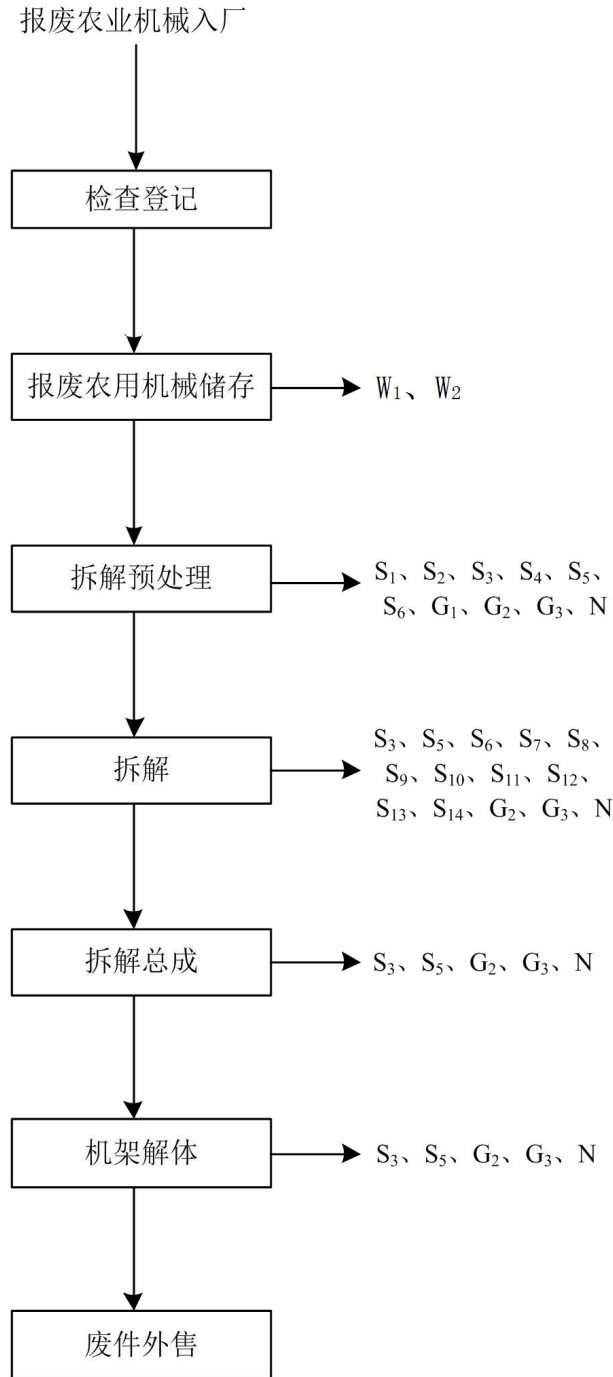 报废农业机械入厂
检查登记
报废农用机械储存
W₁、W₂
拆解预处理
S₁、S₂、S₃、S₄、S₅、
S₆、G₁、G₂、G₃、N
拆解
S₃、S₅、S₆、S₇、S₈、
S₉、S₁₀、S₁₁、S₁₂、
S₁₃、S₁₄、G₂、G₃、N
拆解总成
S₃、S₅、G₂、G₃、N
机架解体
S₃、S₅、G₂、G₃、N
废件外售